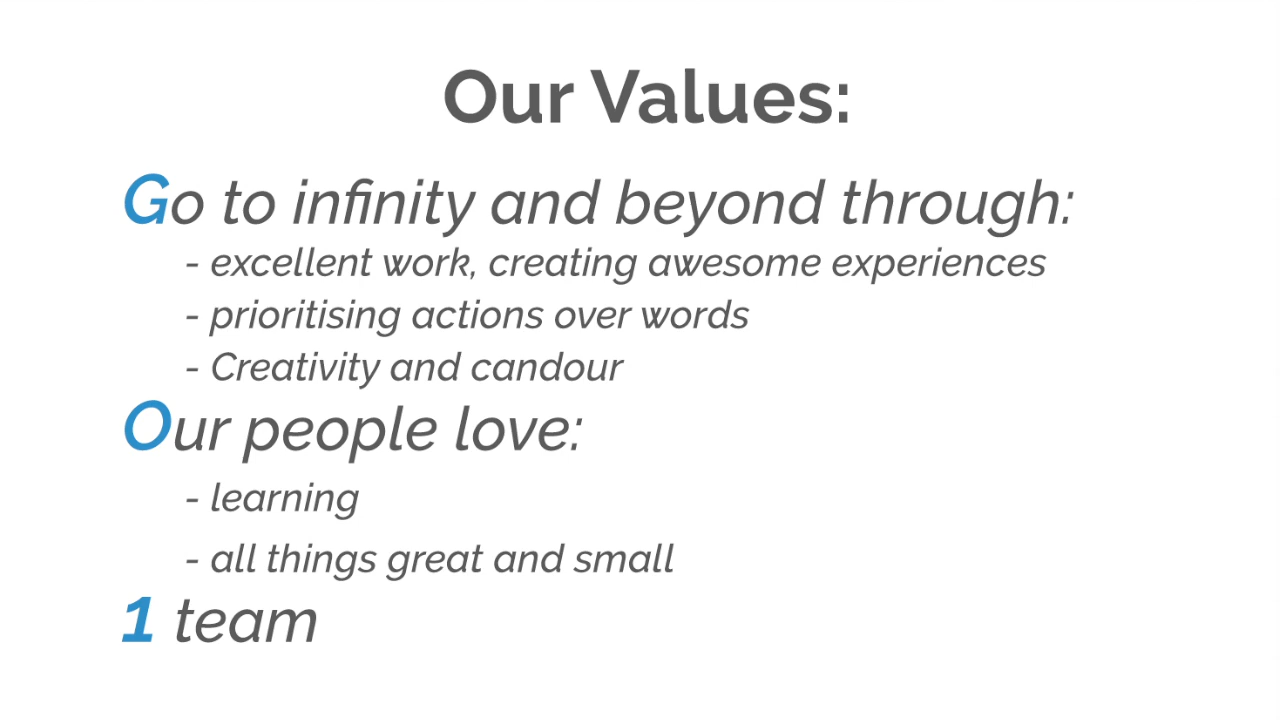 Our Values:
Go to infinity and beyond through:
- excellent work, creating awesome experiences
- prioritising actions over words
- Creativity and candour
Our people love:
- learning
- all things great and small
1 team